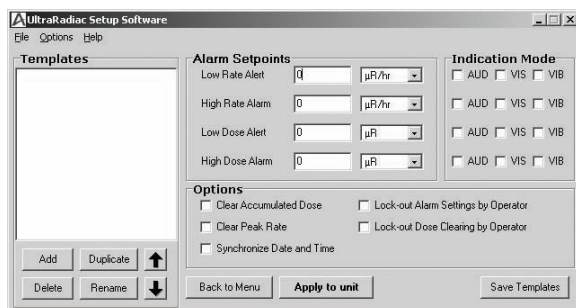 UltraRadiac Setup Software
File Options Help
Templates
Add Duplicate
Delete Rename
Alarm Setpoints
Low Rate Alert 0 µR/hr
High Rate Alarm 0 µR/hr
Low Dose Alert 0 µR
High Dose Alarm 0 µR
Indication Mode
AUD VIS VIB
AUD VIS VIB
AUD VIS VIB
AUD VIS VIB
Options
Clear Accumulated Dose Lock-out Alarm Settings by Operator
Clear Peak Rate Lock-out Dose Clearing by Operator
Synchronize Date and Time
Back to Menu Apply to unit Save Templates